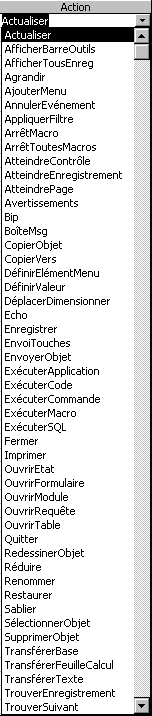 Action
Actualiser
Actualiser
AfficherBarreOutils
AfficherTousEnreg
Agrandir
AjouterMenu
AnnulerEvénement
AppliquerFiltre
ArrêtMacro
ArrêtToutesMacros
AtteindreContrôle
AtteindreEnregistrement
AtteindrePage
Avertissements
Bip
BoîteMsg
CopierObjet
CopierVers
DéfinirElémentMenu
DéfinirValeur
DéplacerDimensionner
Echo
Enregistrer
EnvoiTouches
EnvoyerObjet
ExécuterApplication
ExécuterCode
ExécuterCommande
ExécuterMacro
ExécuterSQL
Fermer
Imprimer
OuvrirEtat
OuvrirFormulaire
OuvrirModule
OuvrirRequête
OuvrirTable
Quitter
RedessinerObjet
Réduire
Renommer
Restaurer
Sablier
SélectionnerObjet
SupprimerObjet
TransférerBase
TransférerFeuilleCalcul
TransférerTexte
TrouverEnregistrement
TrouverSuivant